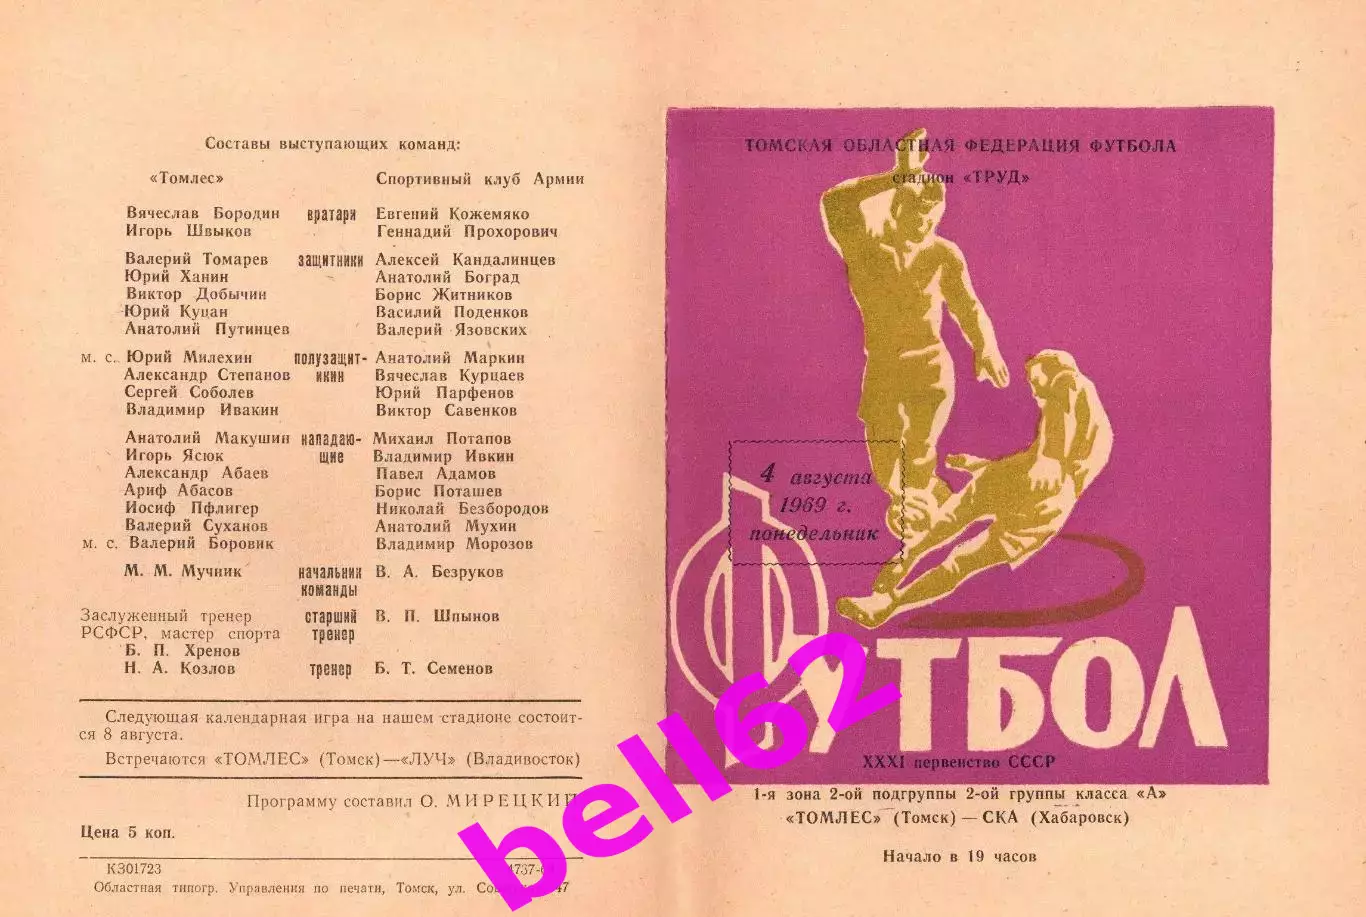 Составы выступающих команд:
«Томлес» Спортивный клуб Армии
Вячеслав Бородин вратари Евгений Кожемяко
Игорь Швыков Геннадий Прохорович
Валерий Томарев защитники Алексей Кандалинцев
Юрий Ханин Анатолий Боград
Виктор Добычин Борис Житников
Юрий Куцан Василий Поденков
Анатолий Путинцев Валерий Язовских
м. с. Юрий Милехин полузащит- Анатолий Маркин
Александр Степанов икии Вячеслав Курцаев
Сергей Соболев Юрий Парфенов
Владимир Ивакин Виктор Савенков
Анатолий Макушин нападаю- Михаил Потапов
Игорь Ясюк щие Владимир Ивкин
Александр Абаев Павел Адамов
Ариф Абасов Борис Поташев
Иосиф Пфлигер Николай Безбородов
Валерий Суханов Анатолий Мухин
м. с. Валерий Боровик Владимир Морозов
М. М. Мучник начальник В. А. Безруков
команды
Заслуженный тренер старший В. П. Шпынов
РСФСР, мастер спорта тренер
Б. П. Хренов
Н. А. Козлов тренер Б. Т. Семенов
Следующая календарная игра на нашем стадионе состоит-
ся 8 августа.
Встречаются «ТОМЛЕС» (Томск)—«ЛУЧ» (Владивосток)
Программу составил О. МИРЕЦКИЙ
Цена 5 коп.
КЗ01723
Областная типогр. Управления по печати, Томск, ул. 47
ТОМСКАЯ ОБЛАСТНАЯ ФЕДЕРАЦИЯ ФУТБОЛА
стадион «ТРУД»
4 августа
1969 г.
понедельник
ФУТБОЛ
XXXI первенство СССР
1-я зона 2-ой подгруппы 2-ой группы класса «А»
«ТОМЛЕС» (Томск) — СКА (Хабаровск)
Начало в 19 часов
bell62